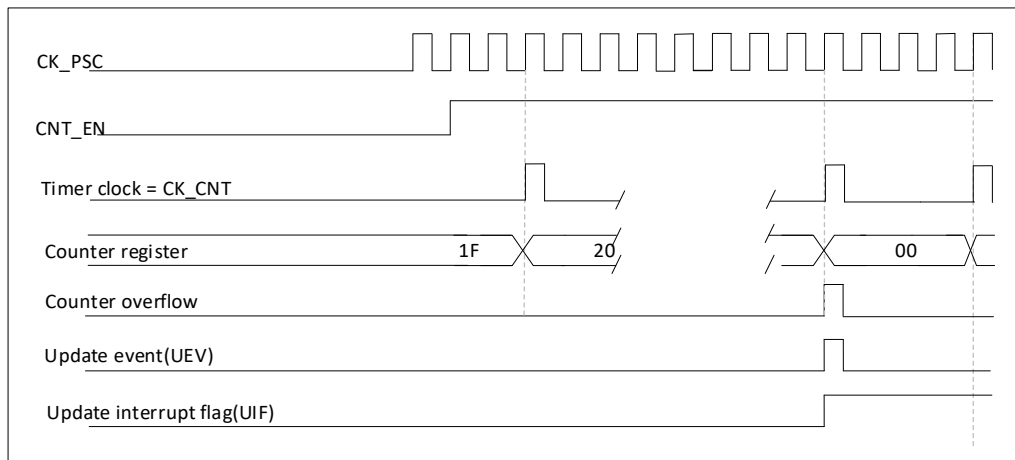 CK_PSC
CNT_EN
Timer clock = CK_CNT
Counter register 1F 20 00
Counter overflow
Update event(UEV)
Update interrupt flag(UIF)